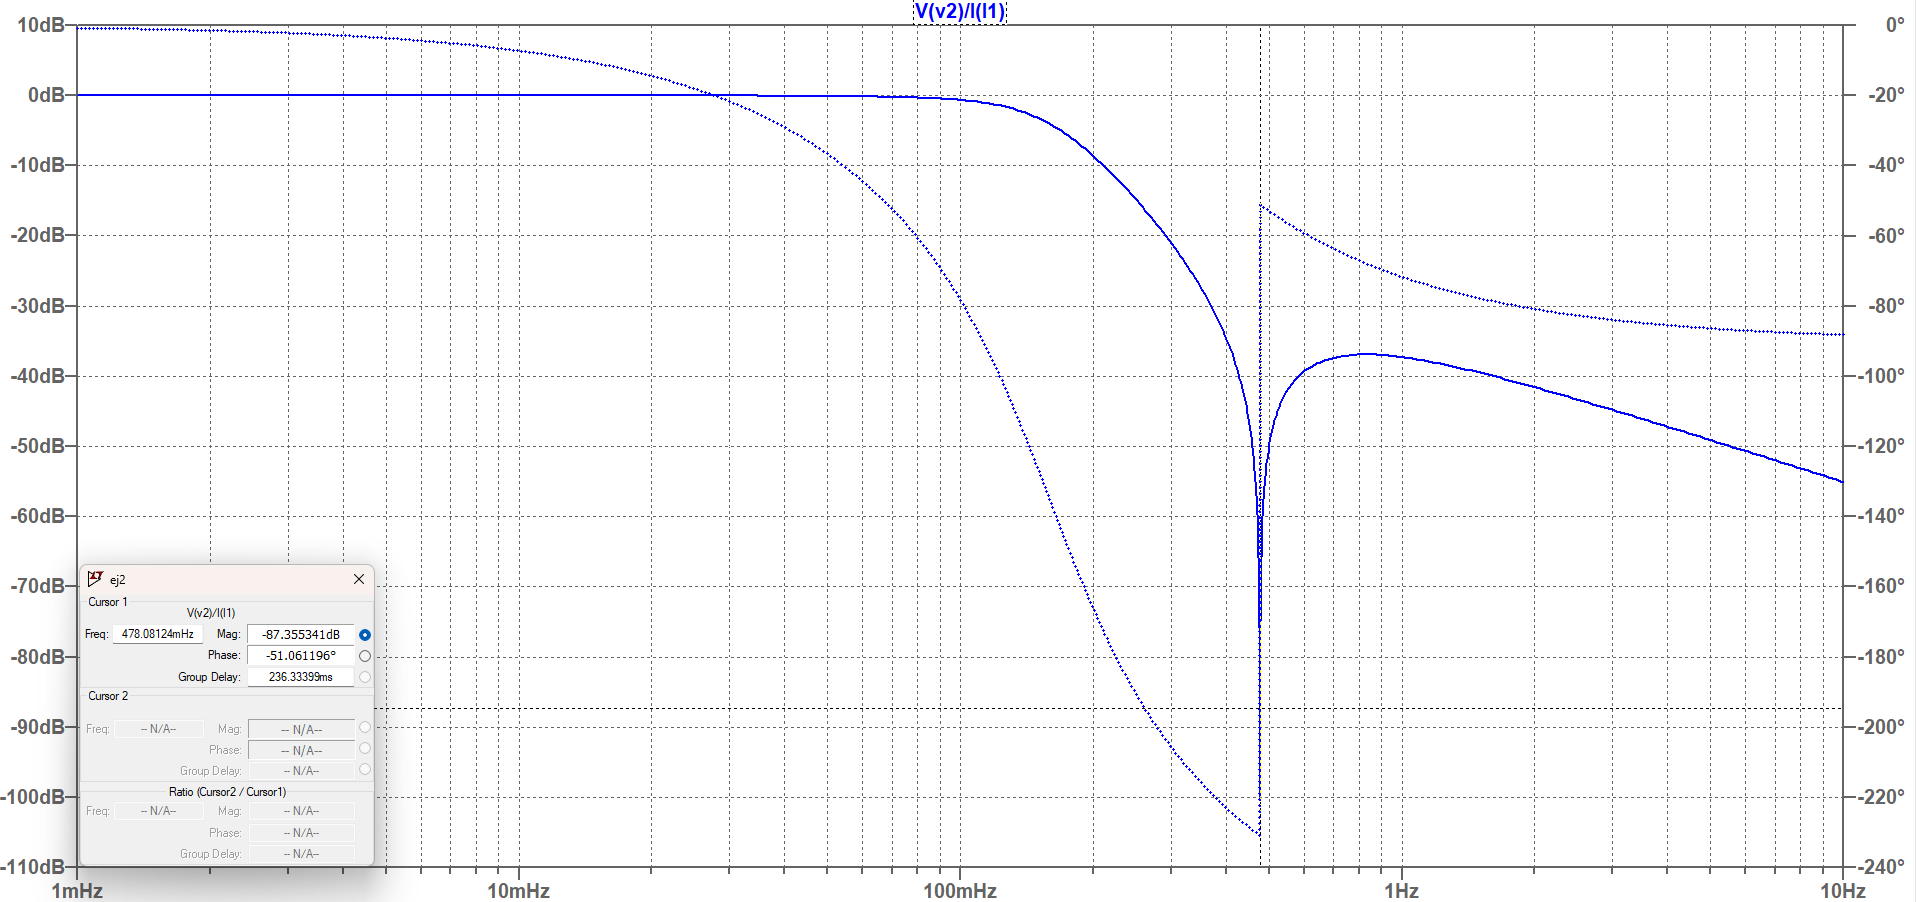 V(v2)/I(I1)
10dB
0dB
-10dB
-20dB
-30dB
-40dB
-50dB
-60dB
-70dB
-80dB
-90dB
-100dB
-110dB
0°
-20°
-40°
-60°
-80°
-100°
-120°
-140°
-160°
-180°
-200°
-220°
-240°
1mHz 10mHz 100mHz 1Hz 10Hz
ej2
Cursor 1
V(v2)/I(I1)
Freq: 478.08124mHz Mag: -87.355341dB
Phase: -51.061196°
Group Delay: 236.33399ms
Cursor 2
Freq: -- N/A-- Mag: -- N/A--
Phase: -- N/A--
Group Delay: -- N/A--
Ratio (Cursor2 / Cursor1)
Freq: -- N/A-- Mag: -- N/A--
Phase: -- N/A--
Group Delay: -- N/A--